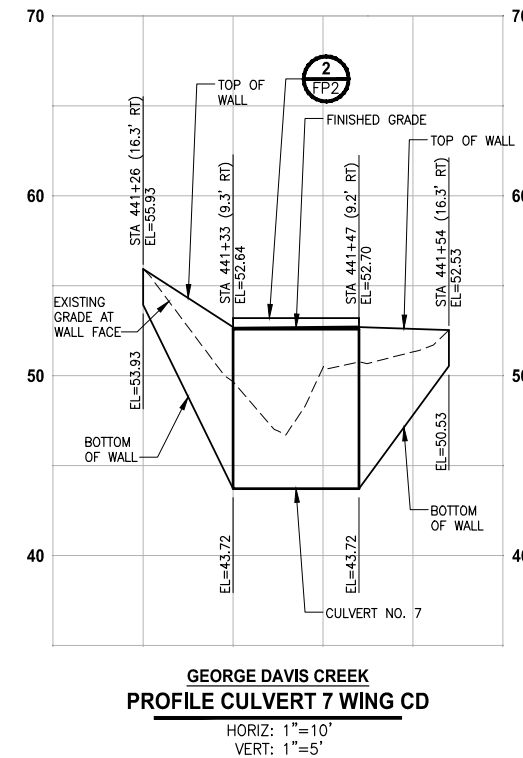 70
70
2
FP2
TOP OF
WALL
FINISHED GRADE
TOP OF WALL
60
60
STA 441+26 (16.3' RT)
EL=55.93
STA 441+33 (9.3' RT)
EL=52.64
STA 441+47 (9.2' RT)
EL=52.70
STA 441+54 (16.3' RT)
EL=52.53
EXISTING
GRADE AT
WALL FACE
50
50
EL=53.93
EL=50.53
BOTTOM
OF WALL
BOTTOM
OF WALL
40
40
EL=43.72
EL=43.72
CULVERT NO. 7
GEORGE DAVIS CREEK
PROFILE CULVERT 7 WING CD
HORIZ: 1"=10'
VERT: 1"=5'